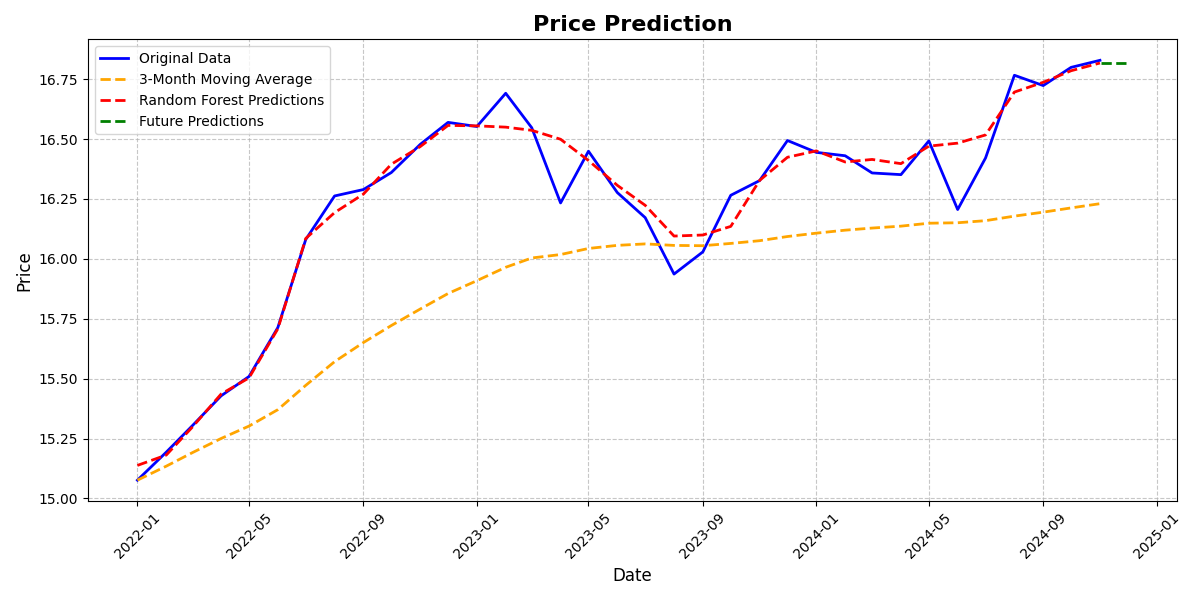 Price Prediction
Original Data
3-Month Moving Average
Random Forest Predictions
Future Predictions
Price
16.75
16.50
16.25
16.00
15.75
15.50
15.25
15.00
2022-01
2022-05
2022-09
2023-01
2023-05
2023-09
2024-01
2024-05
2024-09
2025-01
Date